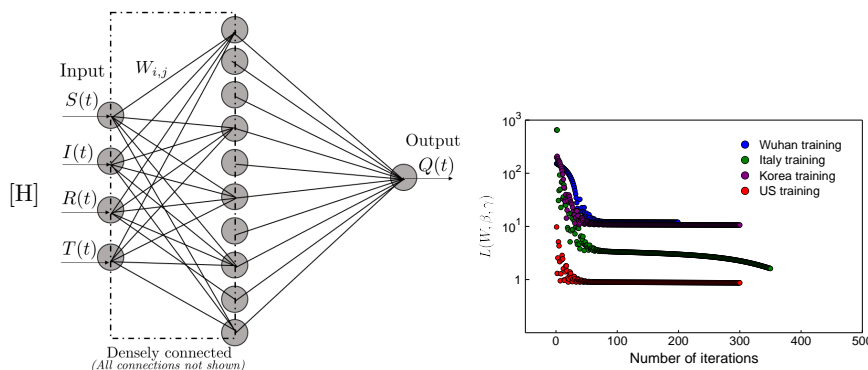 [H]
Input
W_{i,j}
S(t)
I(t)
R(t)
T(t)
Output
Q(t)
Densely connected
(All connections not shown)
L(W, β, γ)
10^3
10^2
10^1
1
0
100
200
300
400
500
Number of iterations
Wuhan training
Italy training
Korea training
US training